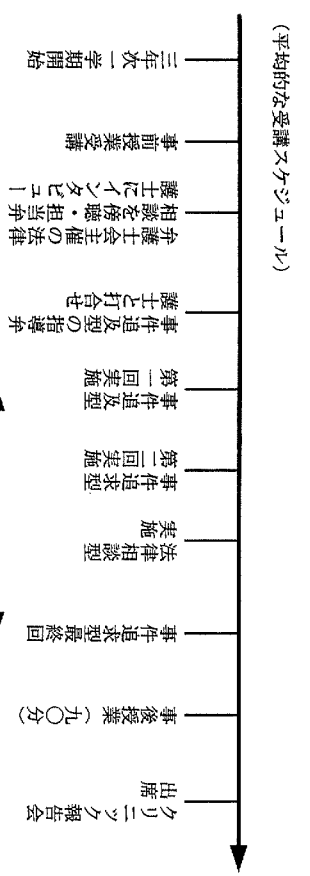 (平均的な受講スケジュール)
三年次一学期開始
事前授業受講
弁護士会主催の法律
相談を傍聴・担当弁
護士にインタビュー
事件追及型の指導弁
護士と打合せ
事件追及型
第一回実施
事件追求型
第二回実施
法律相談型
実施
事件追求型最終回
事後授業(九〇分)
クリニック報告会
出席